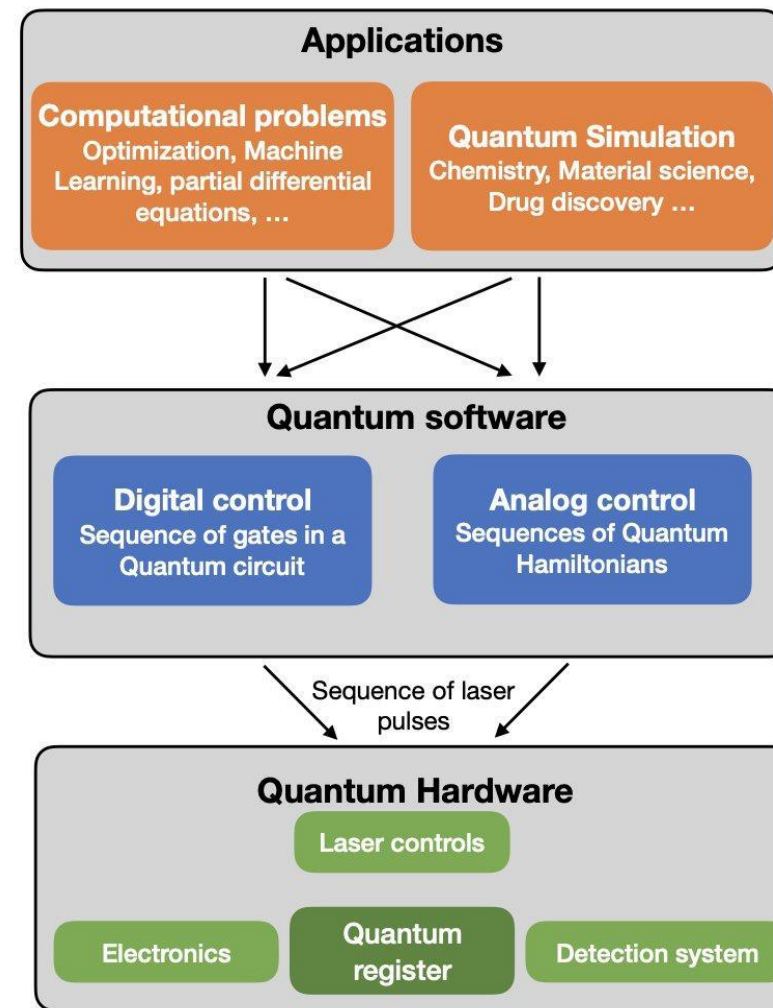 Applications
Computational problems
Optimization, Machine
Learning, partial differential
equations, …
Quantum Simulation
Chemistry, Material science,
Drug discovery …
Quantum software
Digital control
Sequence of gates in a
Quantum circuit
Analog control
Sequences of Quantum
Hamiltonians
Sequence of laser
pulses
Quantum Hardware
Laser controls
Electronics
Quantum
register
Detection system